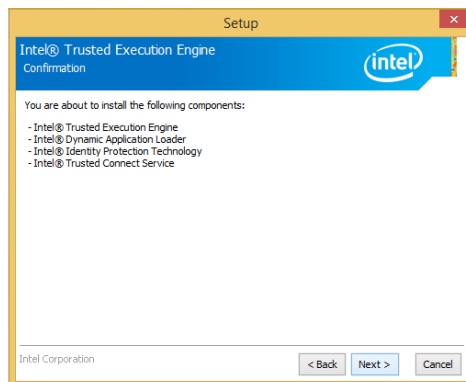 Setup
Intel® Trusted Execution Engine
Confirmation
intel
You are about to install the following components:
- Intel® Trusted Execution Engine
- Intel® Dynamic Application Loader
- Intel® Identity Protection Technology
- Intel® Trusted Connect Service
Intel Corporation
< Back Next > Cancel